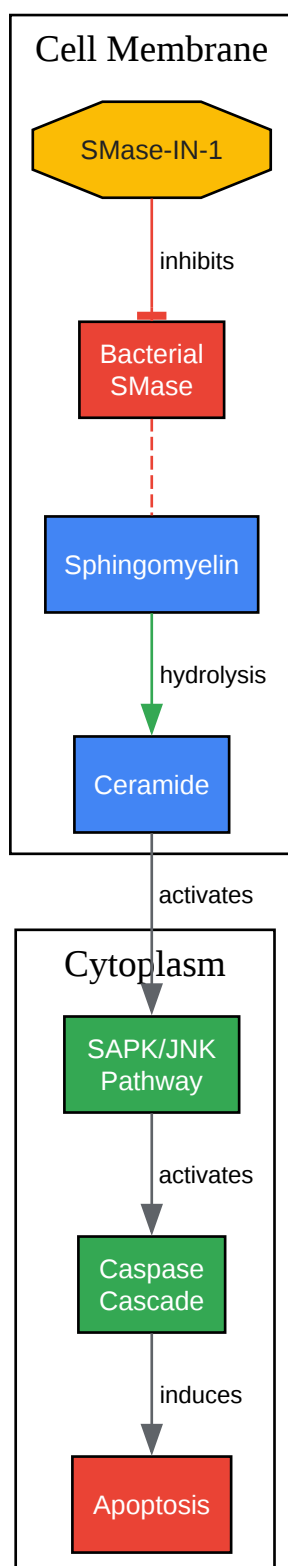 Cell Membrane
SMase-IN-1
inhibits
Bacterial
SMase
Sphingomyelin
hydrolysis
Ceramide
activates
Cytoplasm
SAPK/JNK
Pathway
activates
Caspase
Cascade
induces
Apoptosis